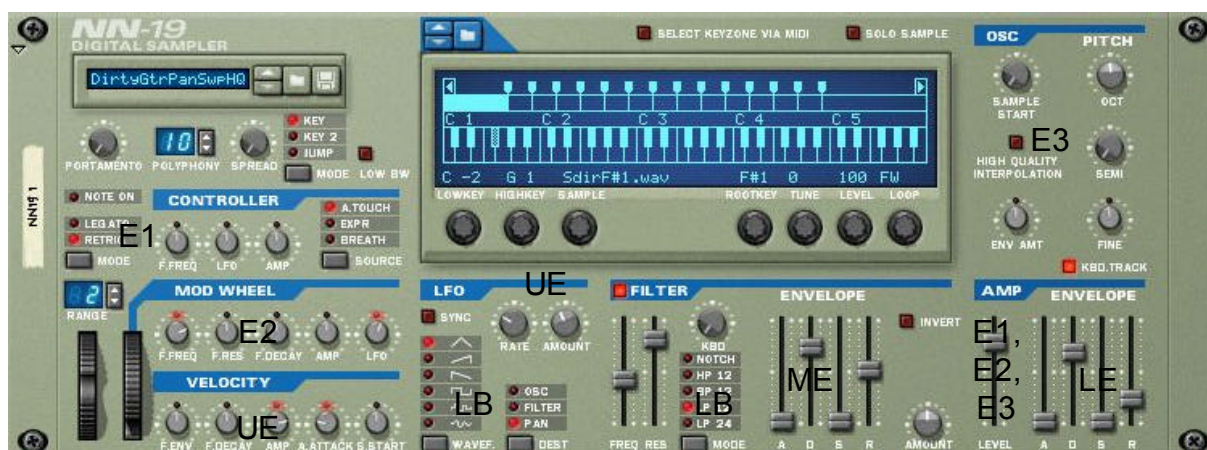 NN-19
DIGITAL SAMPLER
DirtyGtrPanSwpHQ
PORTAMENTO
POLYPHONY
10
SPREAD
KEY
KEY 2
JUMP
MODE
LOW BW
NN19 1
NOTE ON
LEGATO
RETRIG
E1
MODE
CONTROLLER
F.FREQ LFO AMP
A.TOUCH
EXPR
BREATH
SOURCE
SELECT KEYZONE VIA MIDI
SOLO SAMPLE
C 1 C 2 C 3 C 4 C 5
C -2 G 1 SdirF#1.wav F#1 0 100 FW
LOWKEY HIGHKEY SAMPLE ROOTKEY TUNE LEVEL LOOP
OSC
PITCH
SAMPLE START
OCT
E3
HIGH QUALITY INTERPOLATION
SEMI
ENV AMT
FINE
KBD.TRACK
2
RANGE
MOD WHEEL
E2
F.FREQ F.RES F.DECAY AMP LFO
VELOCITY
UE
F.ENV F.DECAY AMP A.ATTACK S.START
LFO
UE
SYNC
RATE AMOUNT
LB
OSC
FILTER
PAN
WAVEF.
DEST
FILTER
ENVELOPE
INVERT
KBD
NOTCH
HP 12
BP 12
LP 12
LP 24
LB
ME
FREQ RES
MODE
A D S R
AMOUNT
AMP
ENVELOPE
E1,
E2,
E3
LE
LEVEL A D S R